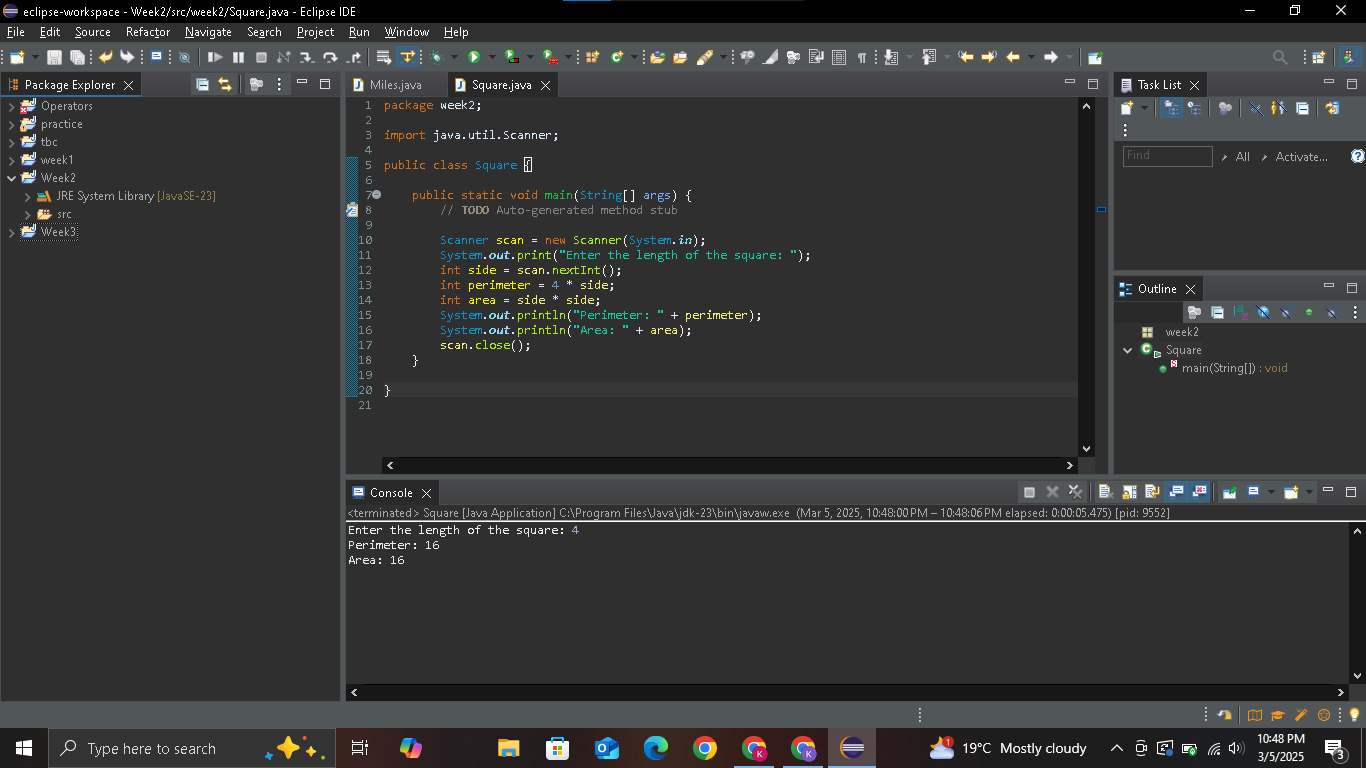 eclipse-workspace - Week2/src/week2/Square.java - Eclipse IDE
File Edit Source Refactor Navigate Search Project Run Window Help
Package Explorer
Operators
practice
tbc
week1
Week2
JRE System Library [JavaSE-23]
src
Week3
Miles.java Square.java
1 package week2;
2
3 import java.util.Scanner;
4
5 public class Square {
6
7 public static void main(String[] args) {
8 // TODO Auto-generated method stub
9
10 Scanner scan = new Scanner(System.in);
11 System.out.print("Enter the length of the square: ");
12 int side = scan.nextInt();
13 int perimeter = 4 * side;
14 int area = side * side;
15 System.out.println("Perimeter: " + perimeter);
16 System.out.println("Area: " + area);
17 scan.close();
18 }
19
20 }
21
Task List
Find All Activate...
Outline
week2
Square
main(String[]) : void
Console
<terminated> Square [Java Application] C:\Program Files\Java\jdk-23\bin\javaw.exe (Mar 5, 2025, 10:48:00 PM – 10:48:06 PM elapsed: 0:00:05.475) [pid: 9552]
Enter the length of the square: 4
Perimeter: 16
Area: 16
Type here to search
1
19°C Mostly cloudy
10:48 PM
3/5/2025
3